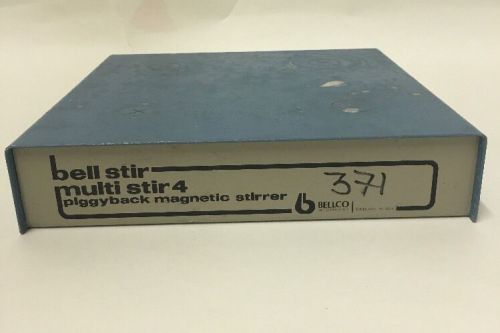 bell stir
multi stir 4
piggyback magnetic stirrer
371
b BELLCO